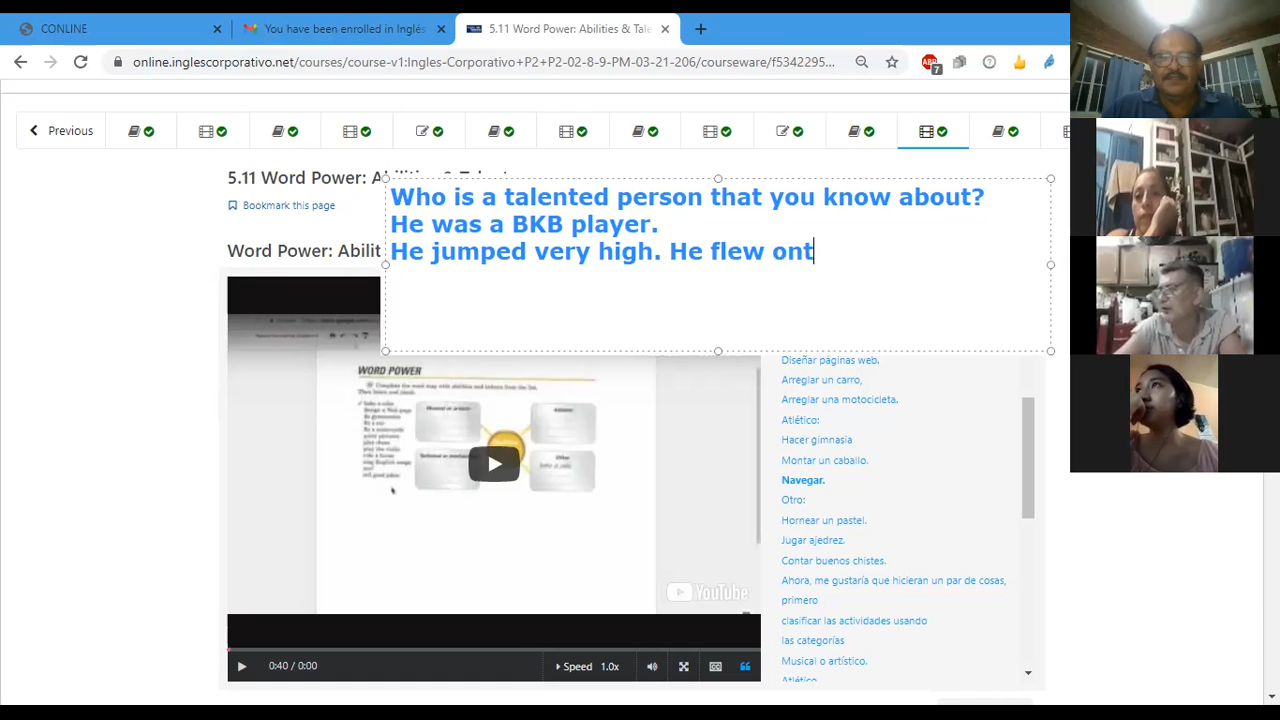 CONLINE
You have been enrolled in Inglés
5.11 Word Power: Abilities & Tale
online.inglescorporativo.net/courses/course-v1:Ingles-Corporativo+P2+P2-02-8-9-PM-03-21-206/courseware/f5342295...
ABP
7
Previous
5.11 Word Power: A
Bookmark this page
Who is a talented person that you know about?
He was a BKB player.
He jumped very high. He flew ont
Word Power: Abilit
WORD POWER
YouTube
Diseñar páginas web.
Arreglar un carro,
Arreglar una motocicleta.
Atlético:
Hacer gimnasia
Montar un caballo.
Navegar.
Otro:
Hornear un pastel.
Jugar ajedrez.
Contar buenos chistes.
Ahora, me gustaría que hicieran un par de cosas,
primero
clasificar las actividades usando
las categorías
Musical o artístico.
Atlético
0:40 / 0:00
Speed 1.0x